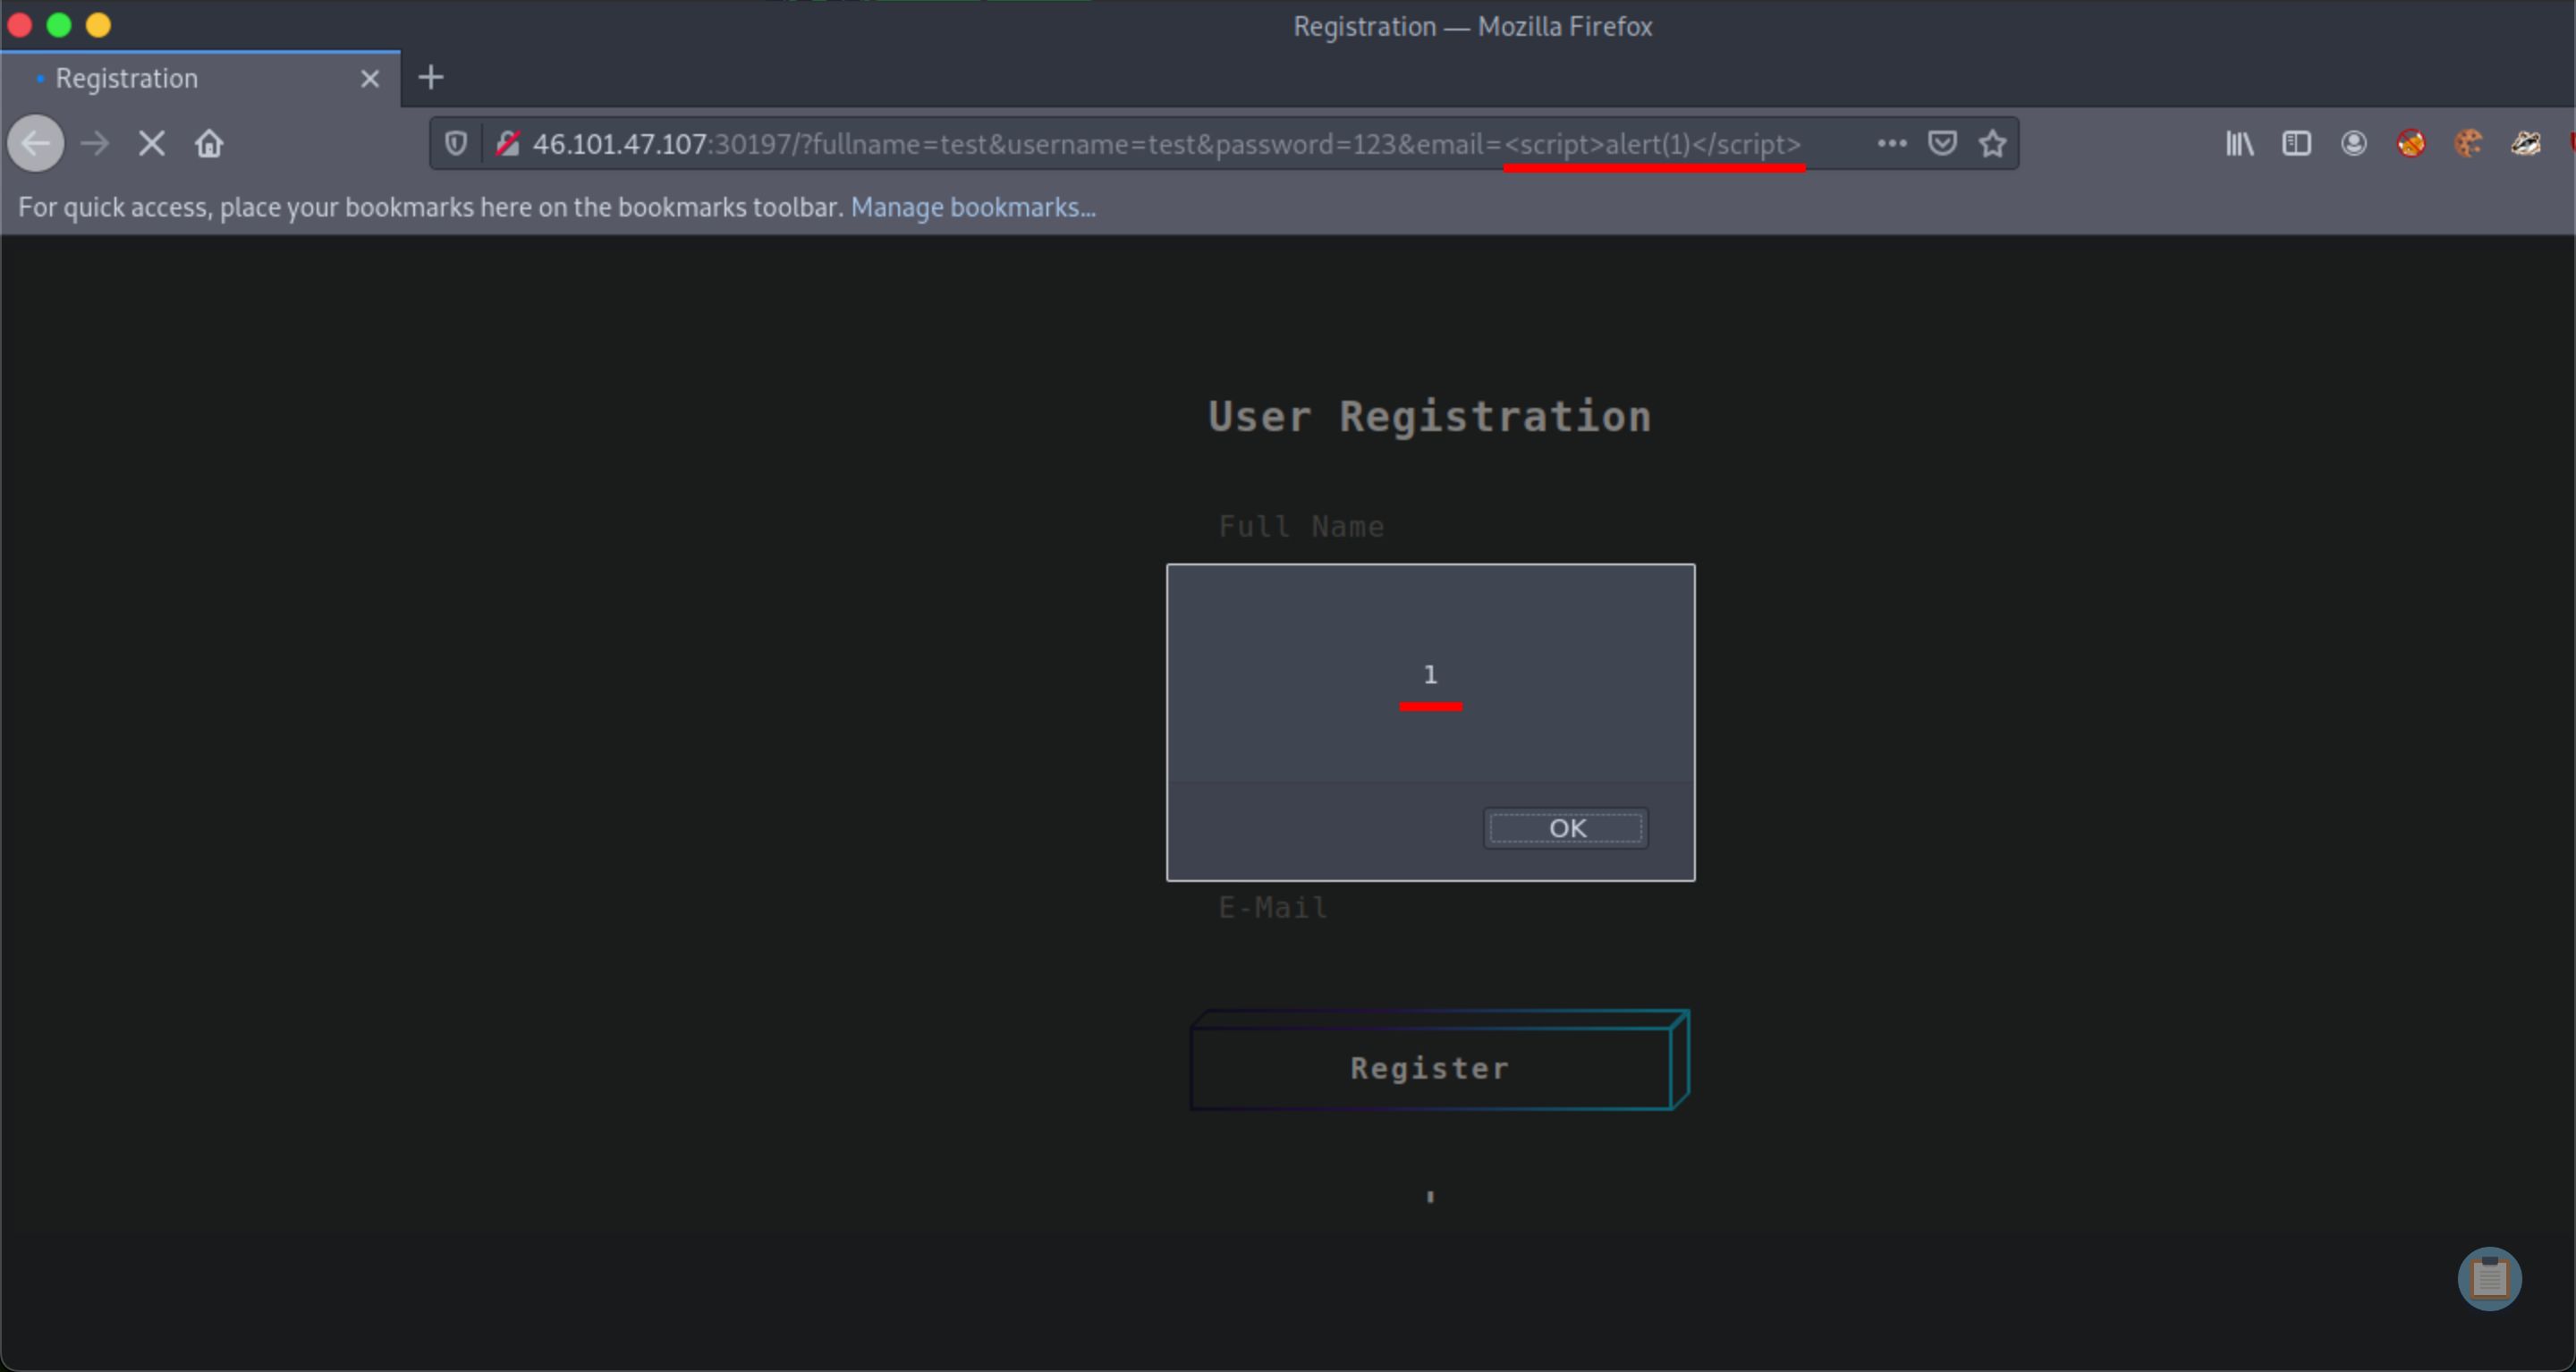 Registration — Mozilla Firefox
Registration
46.101.47.107:30197/?fullname=test&username=test&password=123&email=<script>alert(1)</script>
For quick access, place your bookmarks here on the bookmarks toolbar. Manage bookmarks...
User Registration
Full Name
1
OK
E-Mail
Register
'